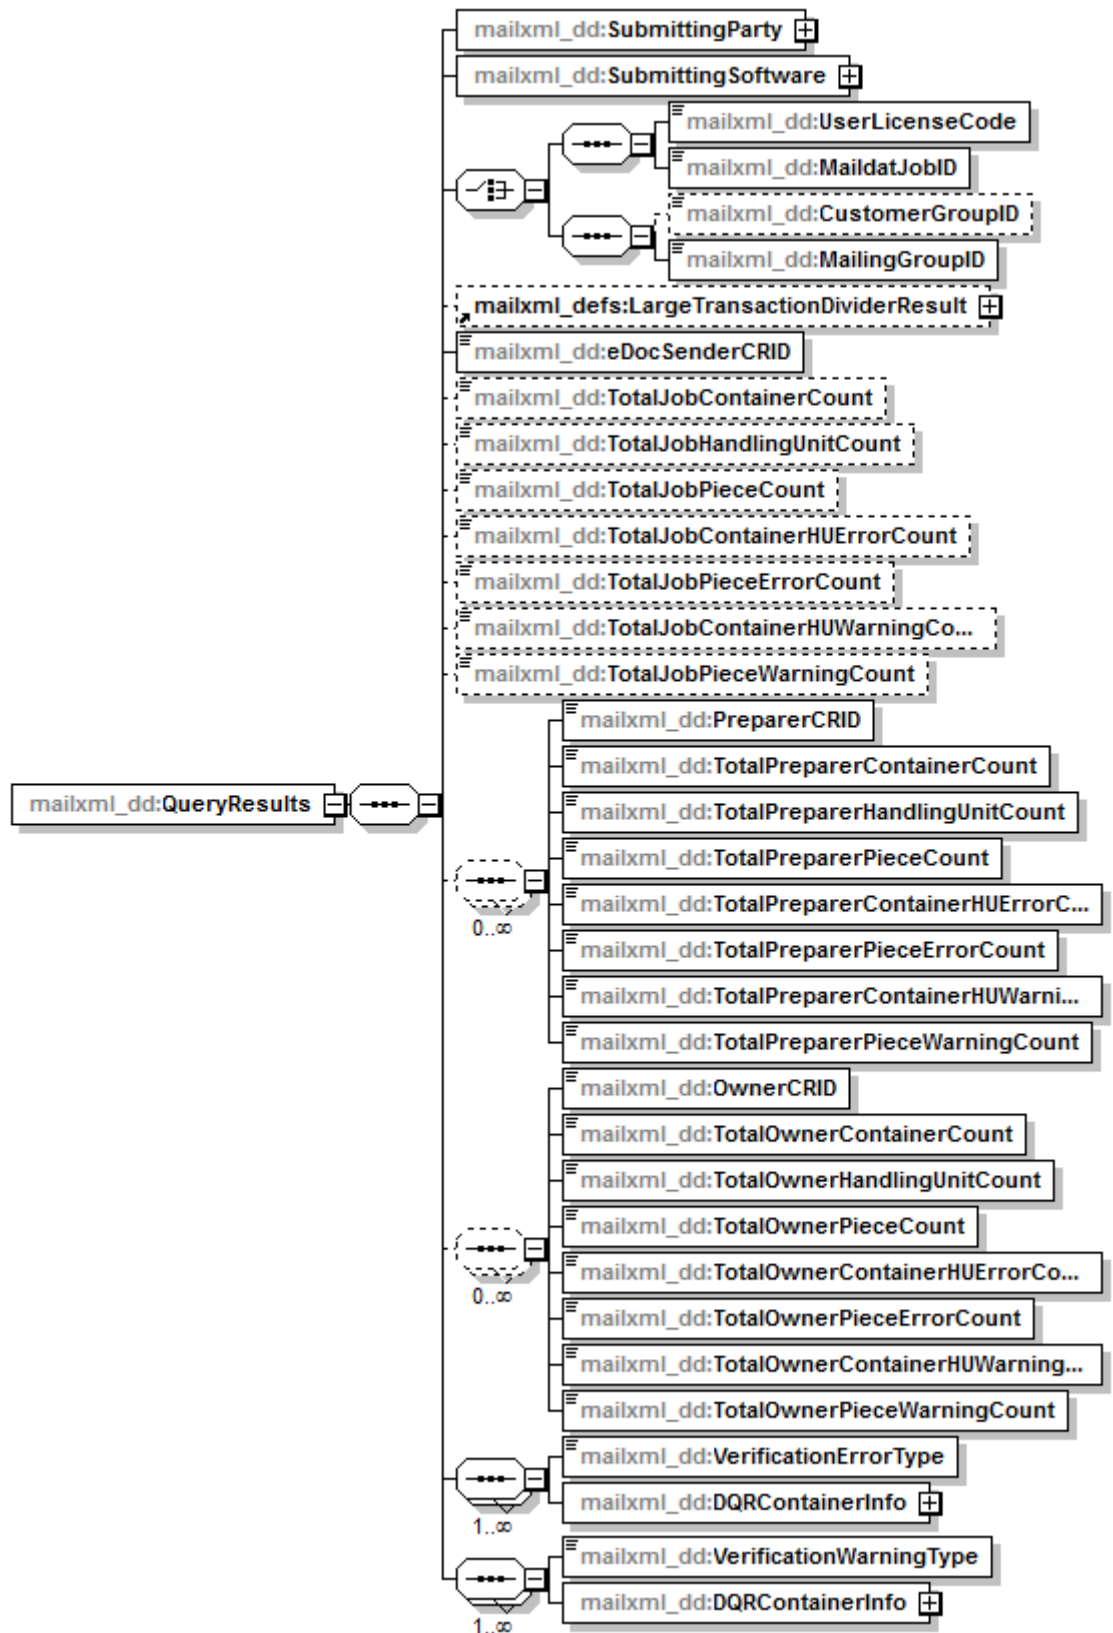 mailxml_dd:SubmittingParty
mailxml_dd:SubmittingSoftware
mailxml_dd:UserLicenseCode
mailxml_dd:MaildatJobID
mailxml_dd:CustomerGroupID
mailxml_dd:MailingGroupID
mailxml_defs:LargeTransactionDividerResult
mailxml_dd:eDocSenderCRID
mailxml_dd:TotalJobContainerCount
mailxml_dd:TotalJobHandlingUnitCount
mailxml_dd:TotalJobPieceCount
mailxml_dd:TotalJobContainerHUErrorCount
mailxml_dd:TotalJobPieceErrorCount
mailxml_dd:TotalJobContainerHUWarningCo...
mailxml_dd:TotalJobPieceWarningCount
mailxml_dd:QueryResults
mailxml_dd:PreparerCRID
mailxml_dd:TotalPreparerContainerCount
mailxml_dd:TotalPreparerHandlingUnitCount
mailxml_dd:TotalPreparerPieceCount
mailxml_dd:TotalPreparerContainerHUErrorC...
mailxml_dd:TotalPreparerPieceErrorCount
mailxml_dd:TotalPreparerContainerHUWarni...
mailxml_dd:TotalPreparerPieceWarningCount
0..∞
mailxml_dd:OwnerCRID
mailxml_dd:TotalOwnerContainerCount
mailxml_dd:TotalOwnerHandlingUnitCount
mailxml_dd:TotalOwnerPieceCount
mailxml_dd:TotalOwnerContainerHUErrorCo...
mailxml_dd:TotalOwnerPieceErrorCount
mailxml_dd:TotalOwnerContainerHUWarning...
mailxml_dd:TotalOwnerPieceWarningCount
0..∞
mailxml_dd:VerificationErrorType
mailxml_dd:DQRContainerInfo
1..∞
mailxml_dd:VerificationWarningType
mailxml_dd:DQRContainerInfo
1..∞